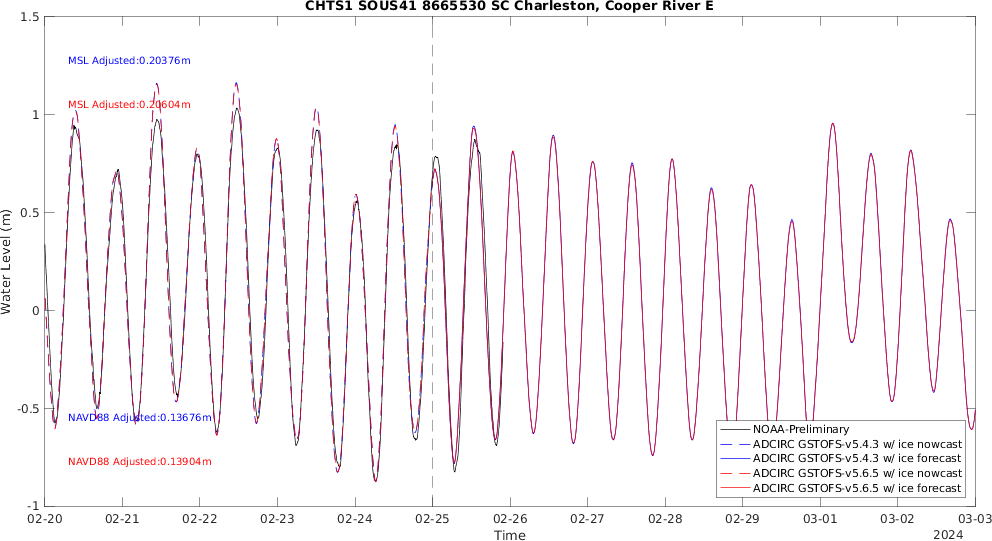 CHTS1 SOUS41 8665530 SC Charleston, Cooper River E
1.5
1
0.5
0
-0.5
-1
Water Level (m)
MSL Adjusted:0.20376m
MSL Adjusted:0.20604m
NAVD88 Adjusted:0.13676m
NAVD88 Adjusted:0.13904m
NOAA-Preliminary
ADCIRC GSTOFS-v5.4.3 w/ ice nowcast
ADCIRC GSTOFS-v5.4.3 w/ ice forecast
ADCIRC GSTOFS-v5.6.5 w/ ice nowcast
ADCIRC GSTOFS-v5.6.5 w/ ice forecast
02-20 02-21 02-22 02-23 02-24 02-25 02-26 02-27 02-28 02-29 03-01 03-02 03-03
Time
2024